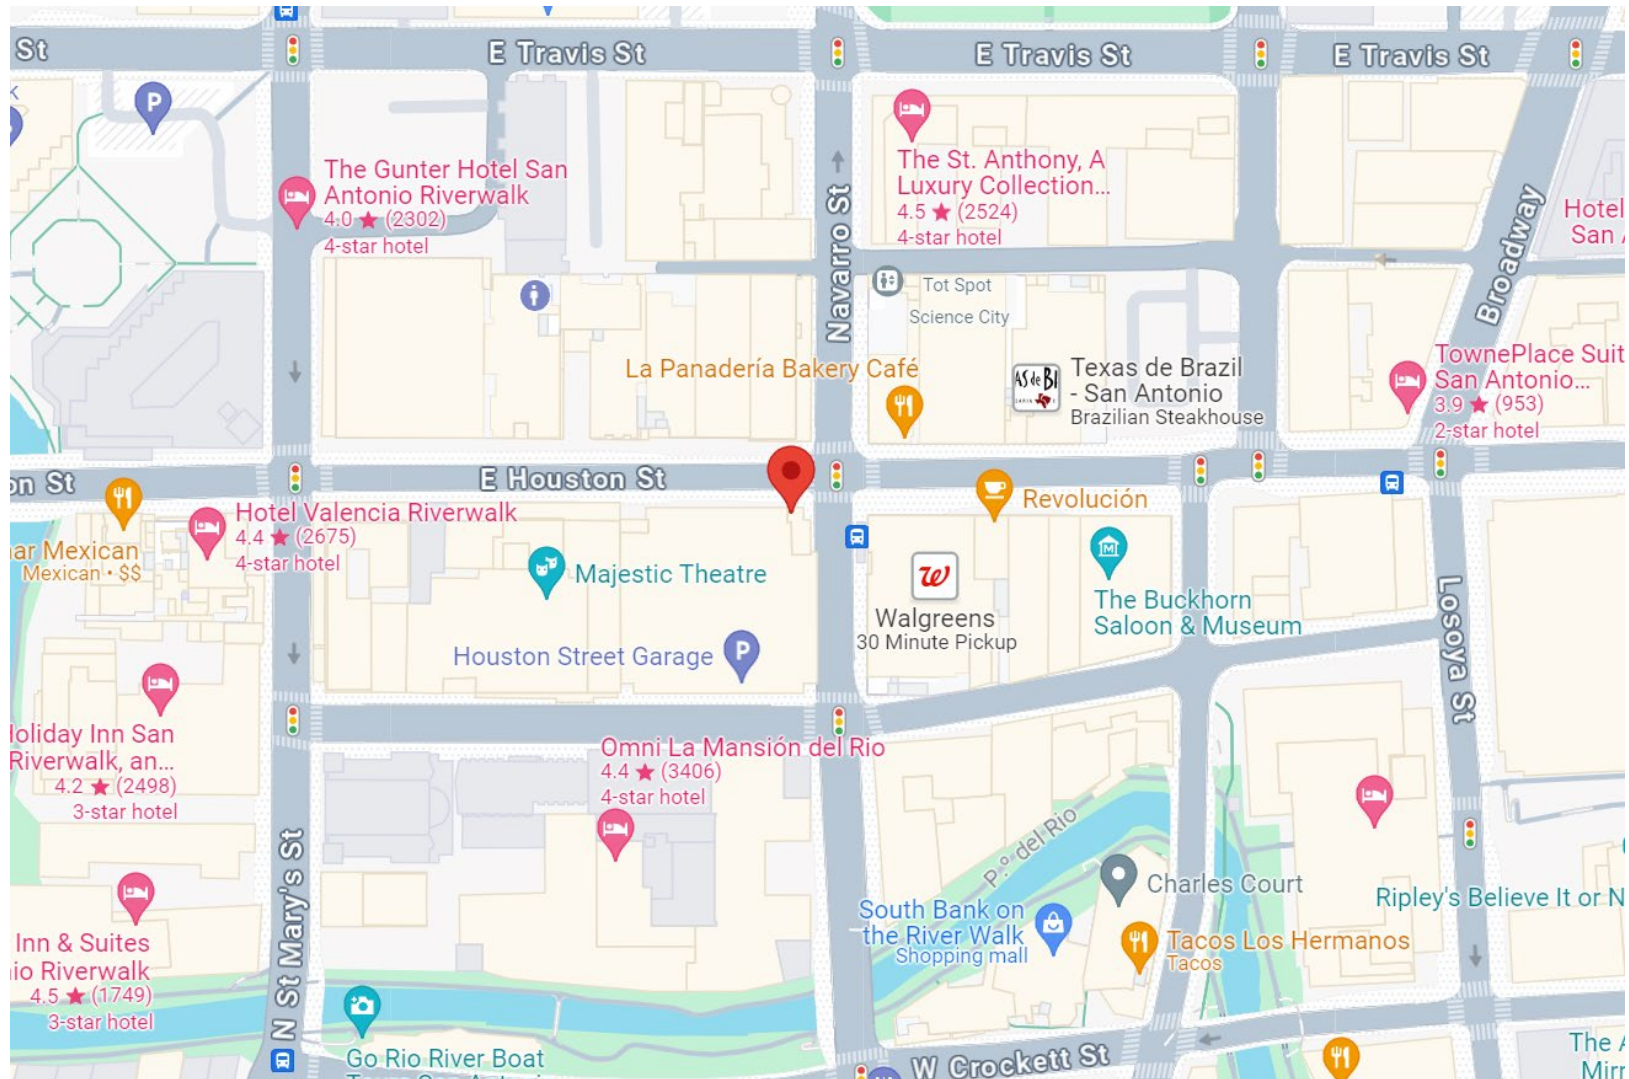 St
E Travis St
E Travis St
E Travis St
P
The Gunter Hotel San
Antonio Riverwalk
4.0 ★ (2302)
4-star hotel
The St. Anthony, A
Luxury Collection...
4.5 ★ (2524)
4-star hotel
Navarro St
Broadway
Hotel
San
Tot Spot
Science City
La Panadería Bakery Café
AS de B
Texas de Brazil
- San Antonio
Brazilian Steakhouse
TownePlace Suit
San Antonio...
3.9 ★ (953)
2-star hotel
on St
E Houston St
Hotel Valencia Riverwalk
4.4 ★ (2675)
4-star hotel
ar Mexican
Mexican • $$
Revolución
Majestic Theatre
W
Walgreens
30 Minute Pickup
M
The Buckhorn
Saloon & Museum
Houston Street Garage
P
Losoya St
Holiday Inn San
Riverwalk, an...
4.2 ★ (2498)
3-star hotel
Omni La Mansión del Rio
4.4 ★ (3406)
4-star hotel
P.º del Rio
Charles Court
Ripley's Believe It or N
South Bank on
the River Walk
Shopping mall
Tacos Los Hermanos
Tacos
Inn & Suites
io Riverwalk
4.5 ★ (1749)
3-star hotel
N St Mary's St
Go Rio River Boat
W Crockett St
The A
Mirr